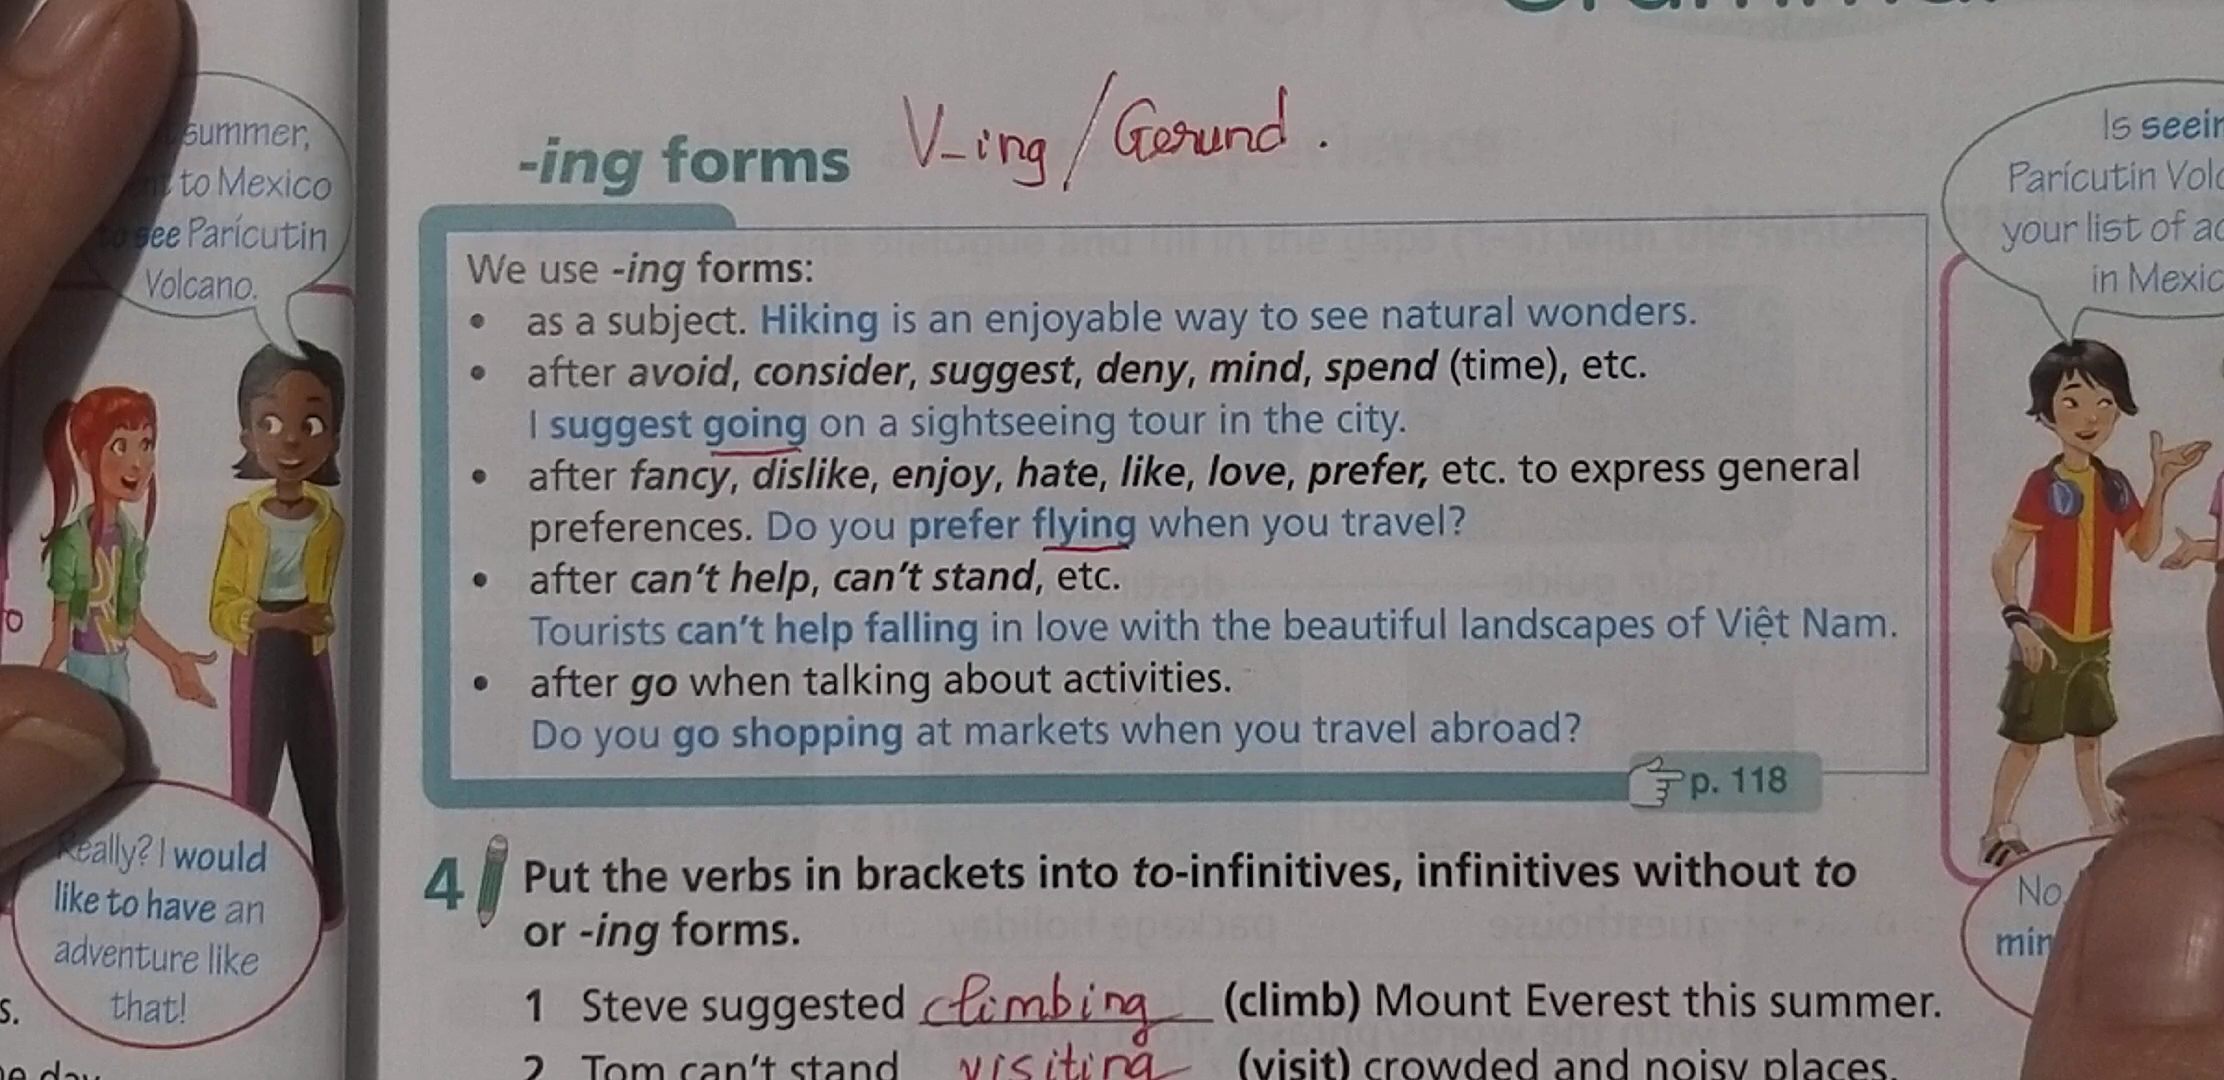 summer,
to Mexico
to see Parícutin
Volcano.
-ing forms V-ing / Gerund.
We use -ing forms:
• as a subject. Hiking is an enjoyable way to see natural wonders.
• after avoid, consider, suggest, deny, mind, spend (time), etc.
I suggest going on a sightseeing tour in the city.
• after fancy, dislike, enjoy, hate, like, love, prefer, etc. to express general
preferences. Do you prefer flying when you travel?
• after can't help, can't stand, etc.
Tourists can't help falling in love with the beautiful landscapes of Việt Nam.
• after go when talking about activities.
Do you go shopping at markets when you travel abroad?
p. 118
Really? I would
like to have an
adventure like
that!
4 Put the verbs in brackets into to-infinitives, infinitives without to
or -ing forms.
1 Steve suggested climbing (climb) Mount Everest this summer.
2 Tom can't stand visiting (visit) crowded and noisy places.
Is
Parícutin
your list of
in
No